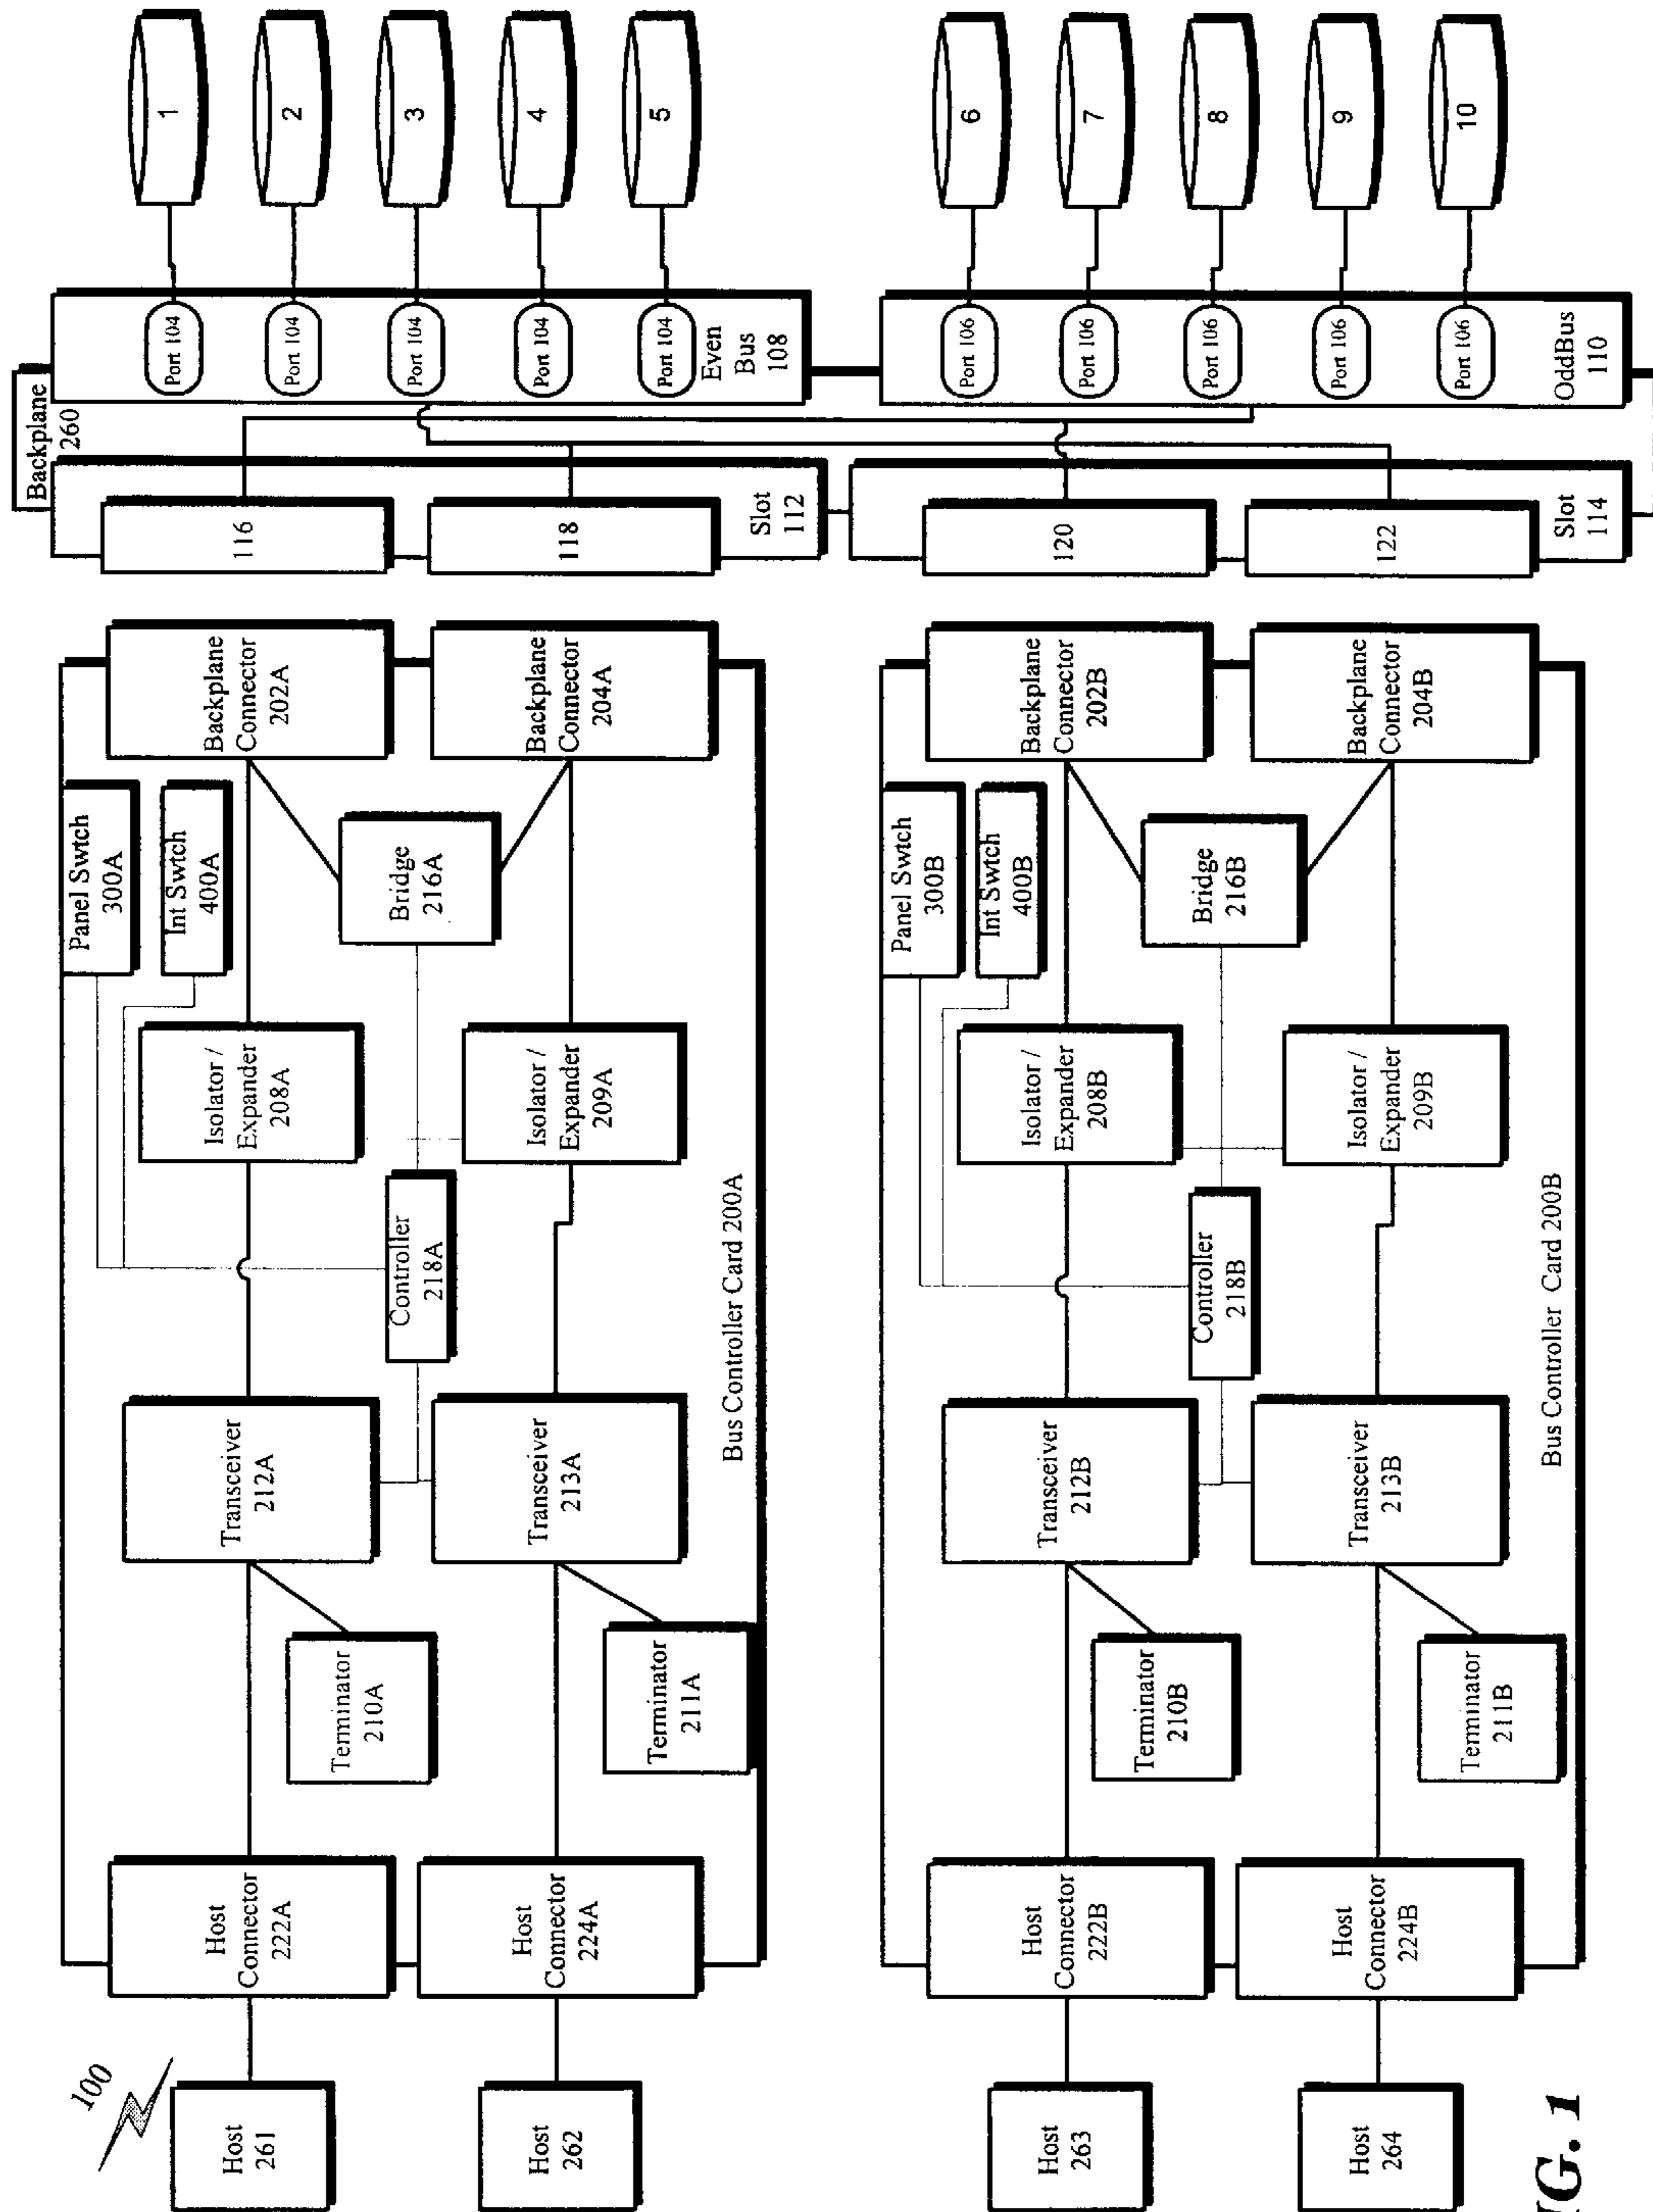 100
Host
261
Host
262
Host
263
Host
264
Host
Connector
222A
Host
Connector
224A
Host
Connector
222B
Host
Connector
224B
Terminator
210A
Terminator
211A
Terminator
210B
Terminator
211B
Transceiver
212A
Transceiver
213A
Transceiver
212B
Transceiver
213B
Controller
218A
Controller
218B
Bus Controller Card 200A
Bus Controller Card 200B
Isolator /
Expander
208A
Isolator /
Expander
209A
Isolator /
Expander
208B
Isolator /
Expander
209B
Panel Swtch
300A
Int Swtch
400A
Bridge
216A
Panel Swtch
300B
Int Swtch
400B
Bridge
216B
Backplane
Connector
202A
Backplane
Connector
204A
Backplane
Connector
202B
Backplane
Connector
204B
116
118
Slot
112
120
122
Slot
114
Backplane
260
Port 104
Port 104
Port 104
Port 104
Port 104
Even
Bus
108
Port 106
Port 106
Port 106
Port 106
Port 106
OddBus
110
1
2
3
4
5
6
7
8
9
10
IG. 1